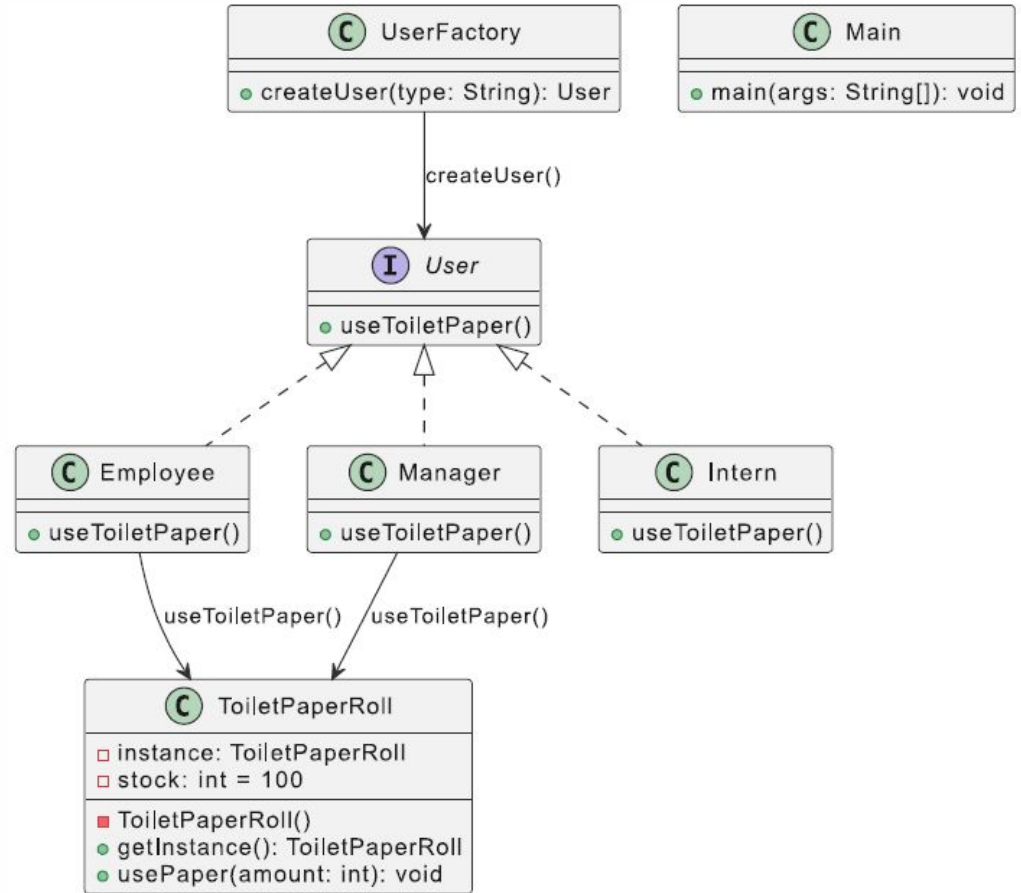 C UserFactory
createUser(type: String): User
C Main
main(args: String[]): void
createUser()
I User
useToiletPaper()
C Employee
useToiletPaper()
C Manager
useToiletPaper()
C Intern
useToiletPaper()
useToiletPaper()
useToiletPaper()
C ToiletPaperRoll
instance: ToiletPaperRoll
stock: int = 100
ToiletPaperRoll()
getInstance(): ToiletPaperRoll
usePaper(amount: int): void